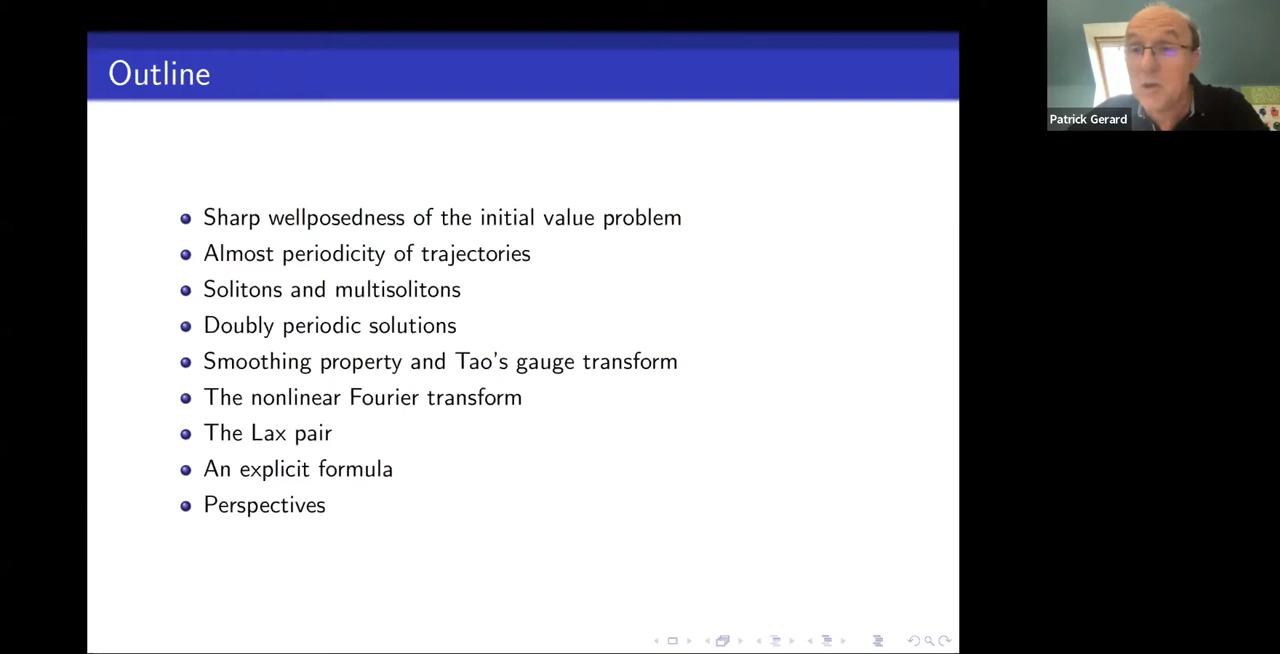 Outline
Patrick Gerard
Sharp wellposedness of the initial value problem
Almost periodicity of trajectories
Solitons and multisolitons
Doubly periodic solutions
Smoothing property and Tao's gauge transform
The nonlinear Fourier transform
The Lax pair
An explicit formula
Perspectives